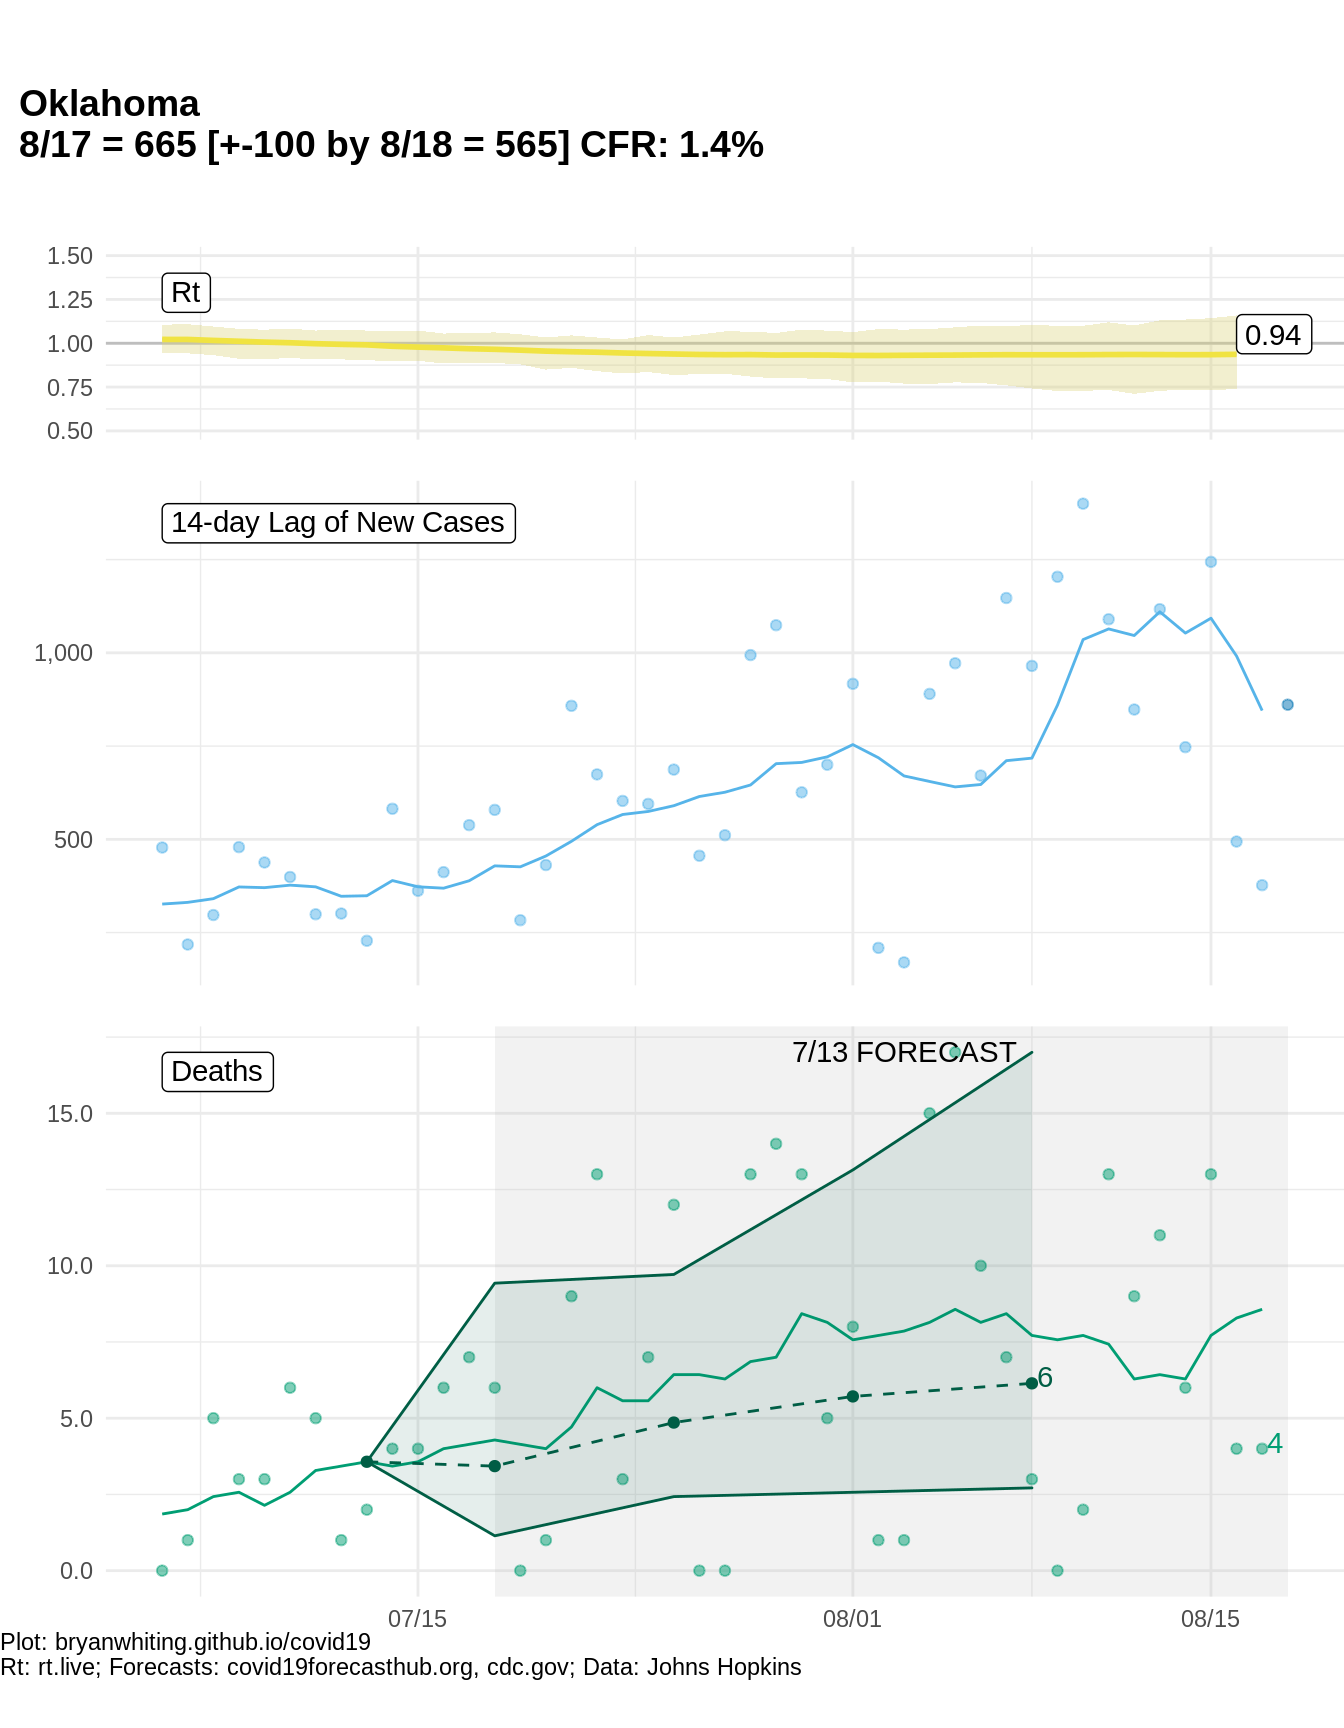 Oklahoma
8/17 = 665 [+-100 by 8/18 = 565] CFR: 1.4%
1.50
Rt
1.25
0.94
1.00
0.75
0.50
14-day Lag of New Cases
1,000
500
7/13 FORECAST
Deaths
15.0
10.0
6
5.0
4
0.0
07/15
08/01
08/15
Plot: bryanwhiting.github.io/covid19
Rt: rt.live; Forecasts: covid19forecasthub.org, cdc.gov; Data: Johns Hopkins